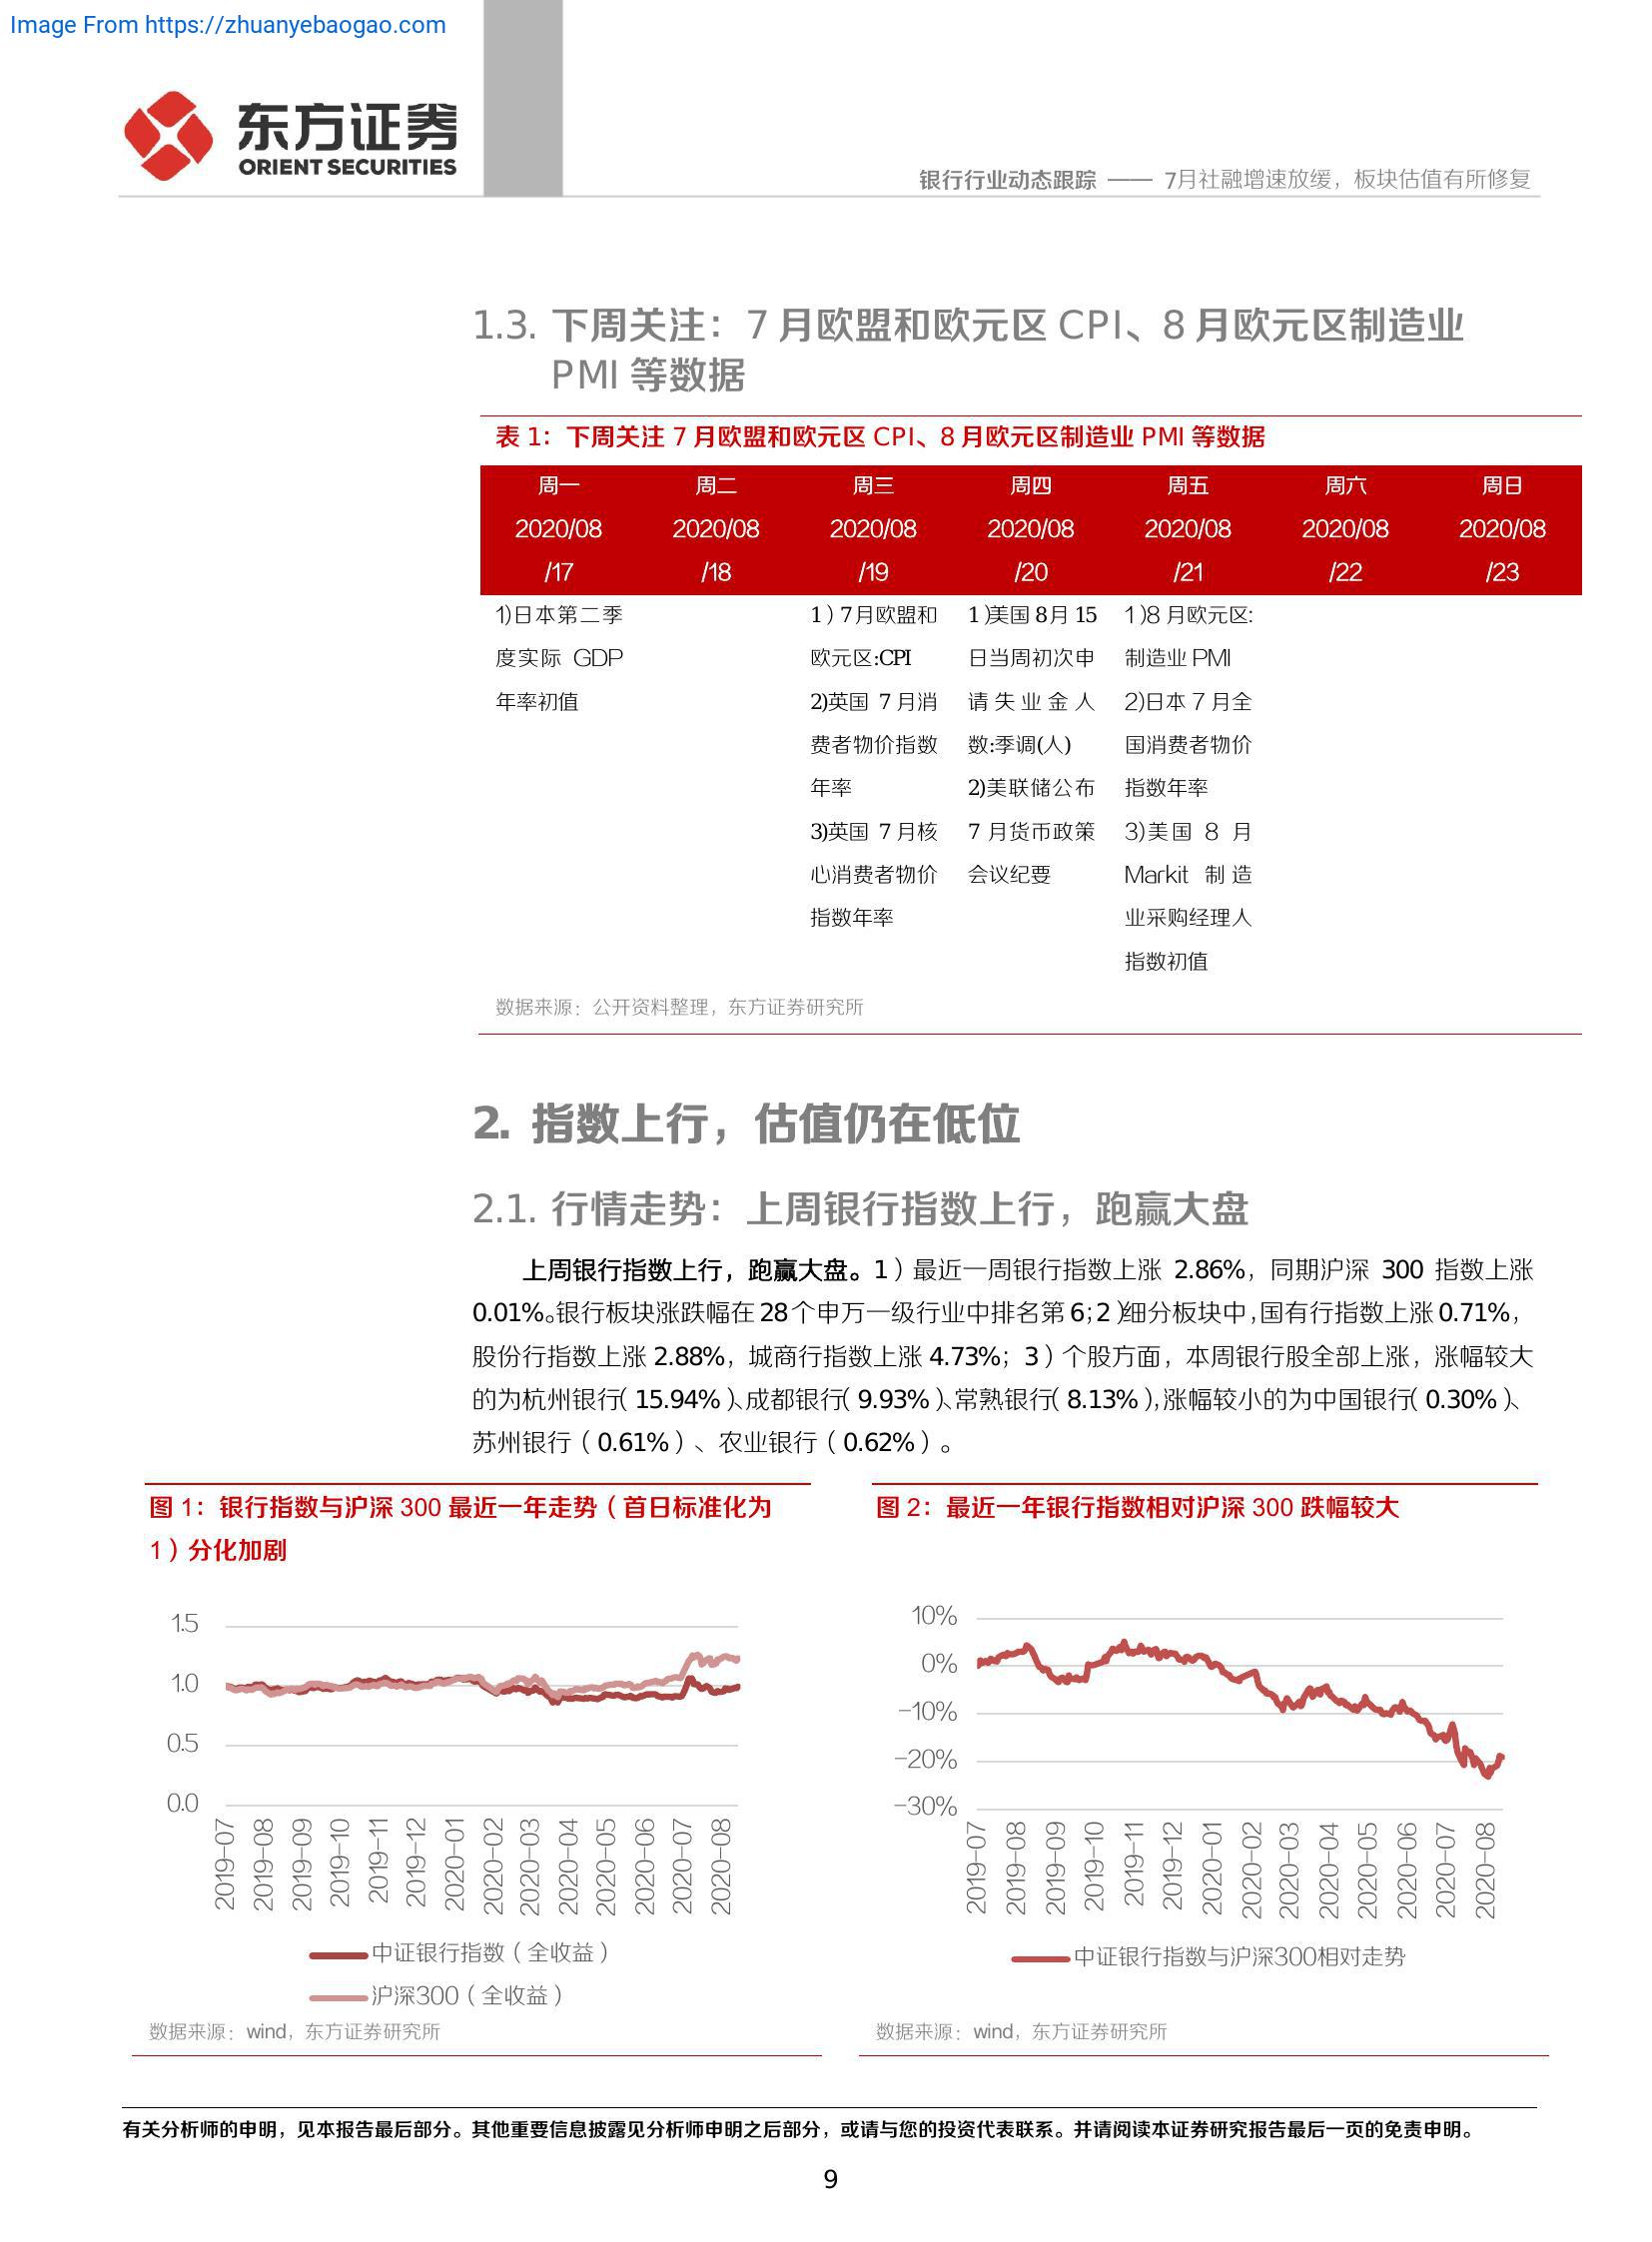 Image From https://zhuanyebaogao.com
东方证券
ORIENT SECURITIES
银行行业动态跟踪 —— 7月社融增速放缓，板块估值有所修复
1.3. 下周关注：7 月欧盟和欧元区 CPI、8 月欧元区制造业
PMI 等数据
表 1：下周关注 7 月欧盟和欧元区 CPI、8 月欧元区制造业 PMI 等数据
周一 周二 周三 周四 周五 周六 周日
2020/08 2020/08 2020/08 2020/08 2020/08 2020/08 2020/08
/17 /18 /19 /20 /21 /22 /23
1)日本第二季
度实际 GDP
年率初值
1）7月欧盟和
欧元区:CPI
2)英国 7 月消
费者物价指数
年率
3)英国 7 月核
心消费者物价
指数年率
1)美国 8月 15
日当周初次申
请失业金人
数:季调(人)
2)美联储公布
7 月货币政策
会议纪要
1)8 月欧元区:
制造业 PMI
2)日本 7 月全
国消费者物价
指数年率
3)美国 8 月
Markit 制造
业采购经理人
指数初值
数据来源：公开资料整理，东方证券研究所
2. 指数上行，估值仍在低位
2.1. 行情走势：上周银行指数上行，跑赢大盘
上周银行指数上行，跑赢大盘。1）最近一周银行指数上涨 2.86%，同期沪深 300 指数上涨
0.01%。银行板块涨跌幅在28个申万一级行业中排名第6；2）细分板块中，国有行指数上涨0.71%，
股份行指数上涨 2.88%，城商行指数上涨 4.73%；3）个股方面，本周银行股全部上涨，涨幅较大
的为杭州银行（15.94%）、成都银行（9.93%）、常熟银行（8.13%），涨幅较小的为中国银行（0.30%）、
苏州银行（0.61%）、农业银行（0.62%）。
图 1：银行指数与沪深 300 最近一年走势（首日标准化为
1）分化加剧
1.5
1.0
0.5
0.0
2019-07 2019-08 2019-09 2019-10 2019-11 2019-12 2020-01 2020-02 2020-03 2020-04 2020-05 2020-06 2020-07 2020-08
中证银行指数（全收益）
沪深300（全收益）
数据来源：wind，东方证券研究所
图 2：最近一年银行指数相对沪深 300 跌幅较大
10%
0%
-10%
-20%
-30%
2019-07 2019-08 2019-09 2019-10 2019-11 2019-12 2020-01 2020-02 2020-03 2020-04 2020-05 2020-06 2020-07 2020-08
中证银行指数与沪深300相对走势
数据来源：wind，东方证券研究所
有关分析师的申明，见本报告最后部分。其他重要信息披露见分析师申明之后部分，或请与您的投资代表联系。并请阅读本证券研究报告最后一页的免责申明。
9